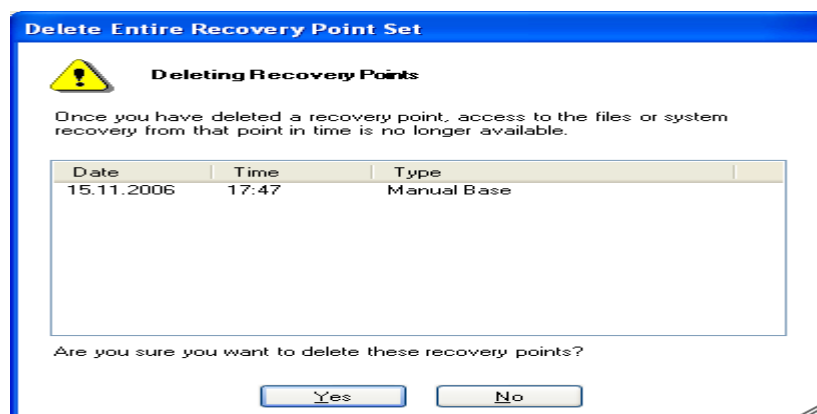 Delete Entire Recovery Point Set
Deleting Recovery Points
Once you have deleted a recovery point, access to the files or system
recovery from that point in time is no longer available.
Date Time Type
15.11.2006 17:47 Manual Base
Are you sure you want to delete these recovery points?
Yes No